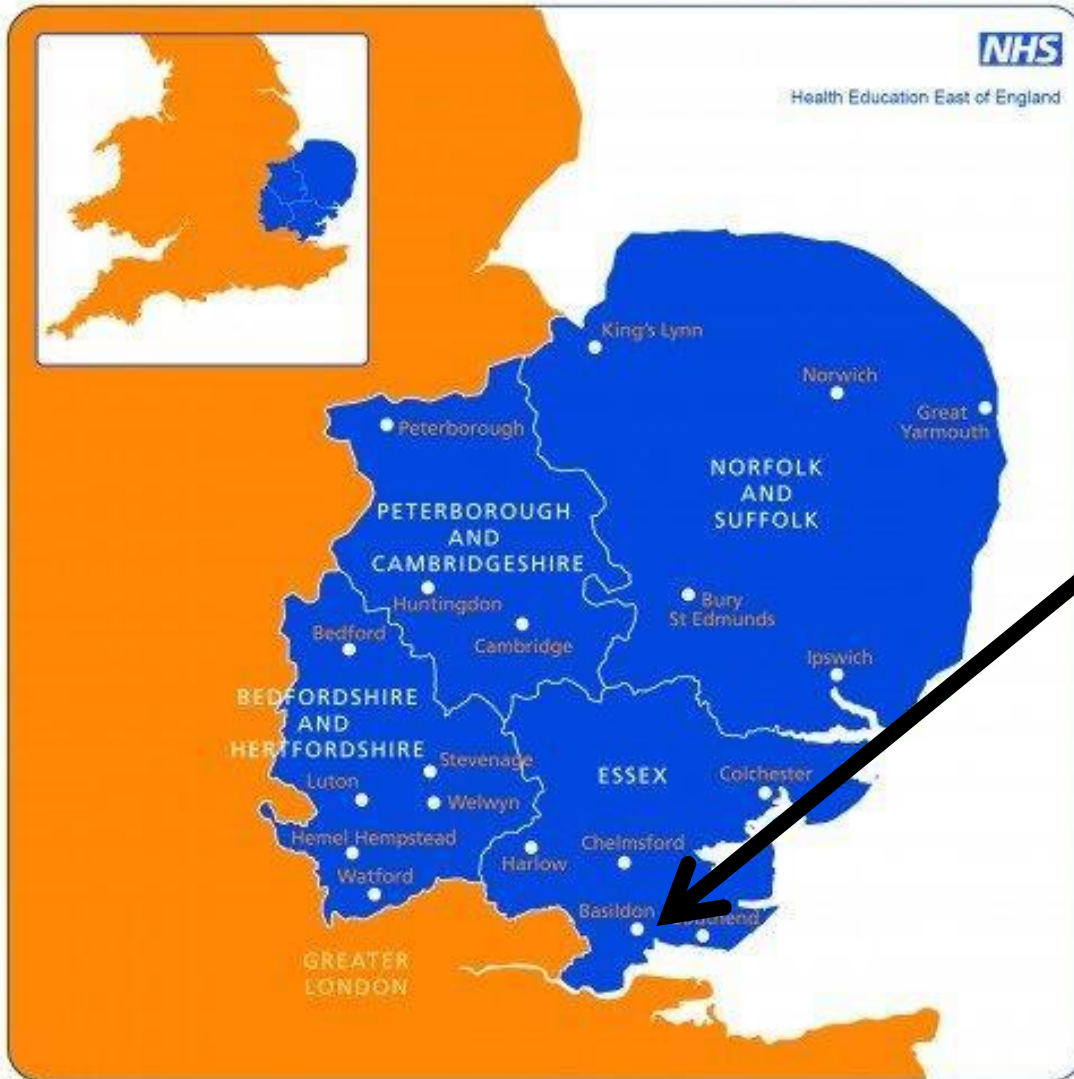 NHS
Health Education East of England
King's Lynn
Norwich
Great
Yarmouth
Peterborough
NORFOLK
AND
SUFFOLK
PETERBOROUGH
AND
CAMBRIDGESHIRE
Huntingdon
Bury
St Edmunds
Bedford
Cambridge
Ipswich
BEDFORDSHIRE
AND
HERTFORDSHIRE
Stevenage
ESSEX
Colchester
Luton
Welwyn
Hemel Hempstead
Chelmsford
Harlow
Watford
Basildon
GREATER
LONDON